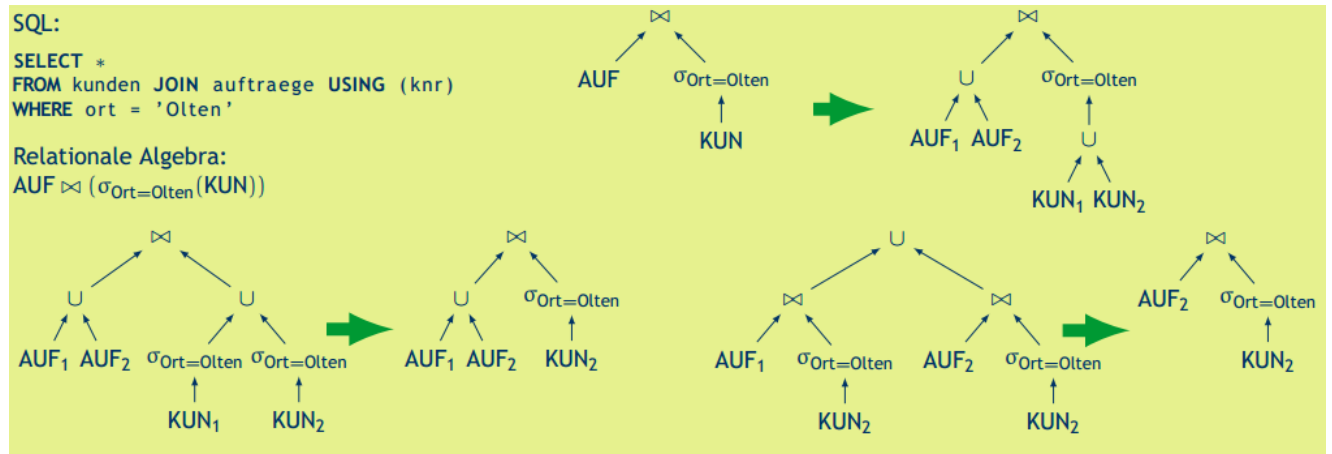 SQL:
SELECT *
FROM kunden JOIN auftraege USING (knr)
WHERE ort = 'Olten'
Relationale Algebra:
AUF ⋈ (σOrt=Olten(KUN))
⋈
AUF σOrt=Olten
KUN
⋈
∪ σOrt=Olten
AUF₁ AUF₂ ∪
KUN₁ KUN₂
⋈
∪ ∪
AUF₁ AUF₂ σOrt=Olten σOrt=Olten
KUN₁ KUN₂
⋈
∪ σOrt=Olten
AUF₁ AUF₂ KUN₂
∪
⋈ ⋈
AUF₁ σOrt=Olten AUF₂ σOrt=Olten
KUN₂ KUN₂
⋈
AUF₂ σOrt=Olten
KUN₂